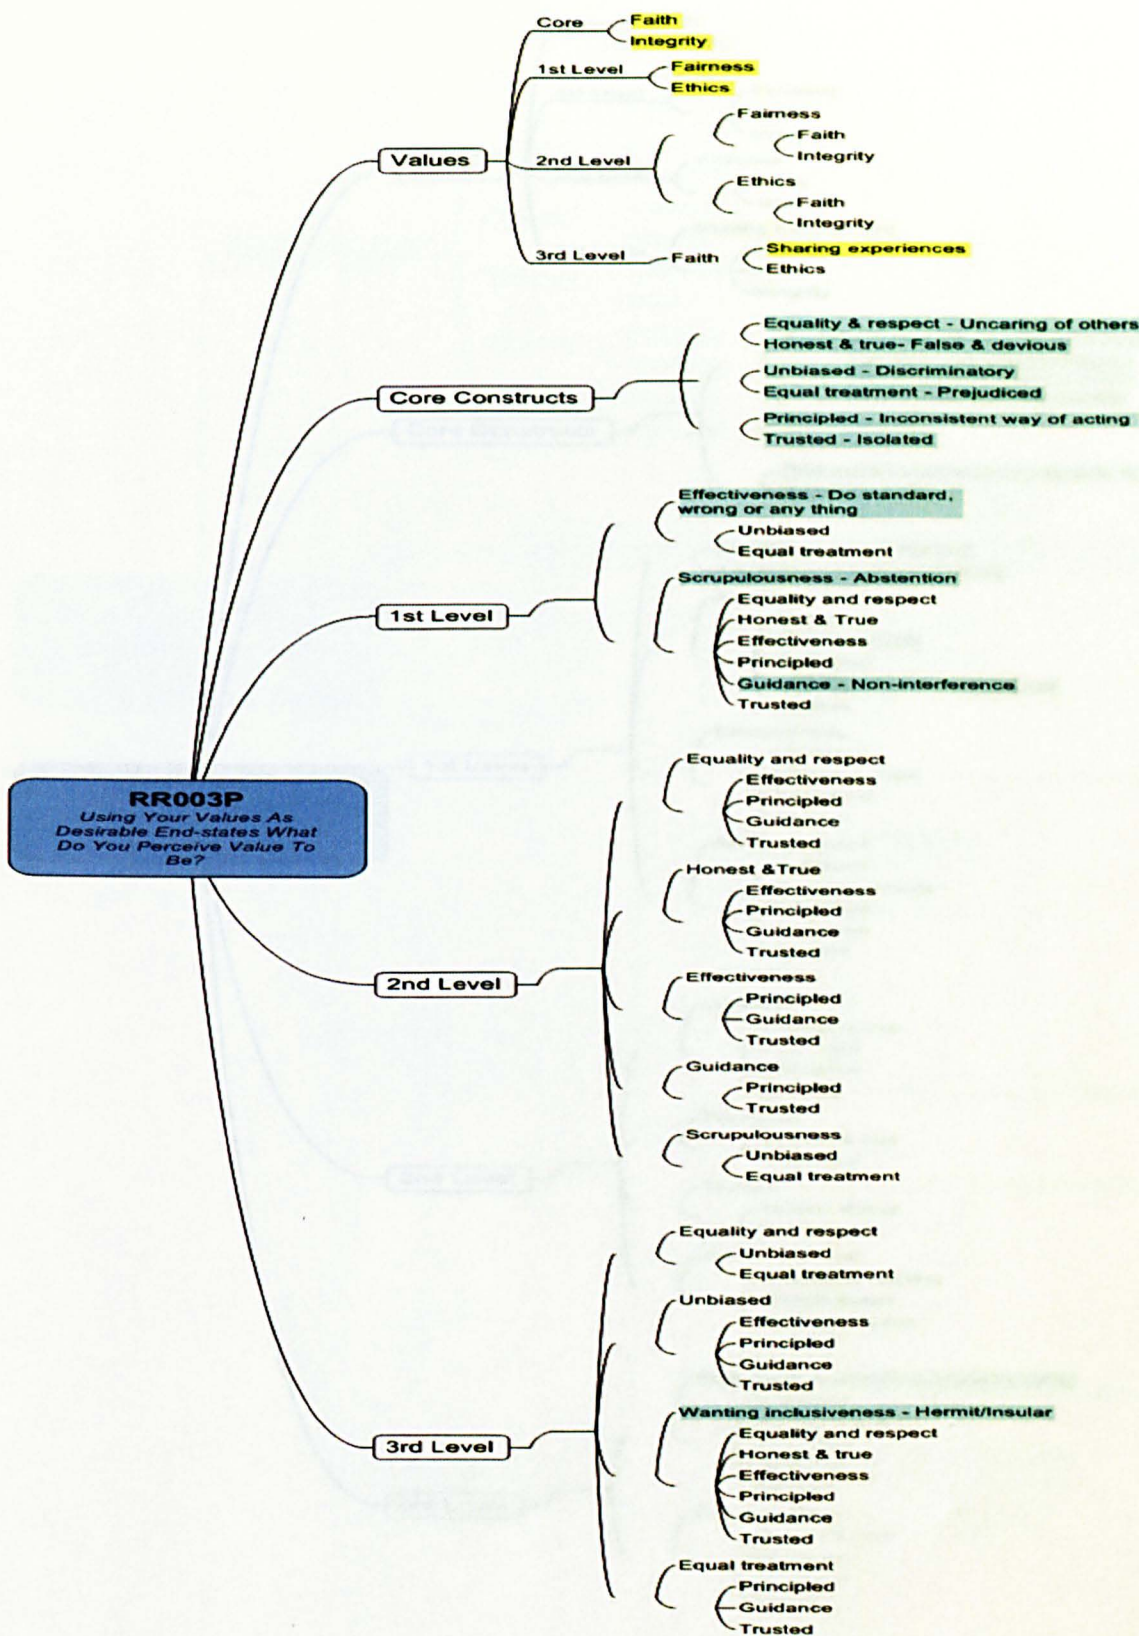 Core
Faith
Integrity
1st Level
Fairness
Ethics
Values
2nd Level
Fairness
Faith
Integrity
Ethics
Faith
Integrity
3rd Level
Faith
Sharing experiences
Ethics
Core Constructs
Equality & respect - Uncaring of others
Honest & true- False & devious
Unbiased - Discriminatory
Equal treatment - Prejudiced
Principled - Inconsistent way of acting
Trusted - Isolated
1st Level
Effectiveness - Do standard,
wrong or any thing
Unbiased
Equal treatment
Scrupulousness - Abstention
Equality and respect
Honest & True
Effectiveness
Principled
Guidance - Non-interference
Trusted
RR003P
Using Your Values As
Desirable End-states What
Do You Perceive Value To
Be?
2nd Level
Equality and respect
Effectiveness
Principled
Guidance
Trusted
Honest &True
Effectiveness
Principled
Guidance
Trusted
Effectiveness
Principled
Guidance
Trusted
Guidance
Principled
Trusted
Scrupulousness
Unbiased
Equal treatment
3rd Level
Equality and respect
Unbiased
Equal treatment
Unbiased
Effectiveness
Principled
Guidance
Trusted
Wanting inclusiveness - Hermit/Insular
Equality and respect
Honest & true
Effectiveness
Principled
Guidance
Trusted
Equal treatment
Principled
Guidance
Trusted